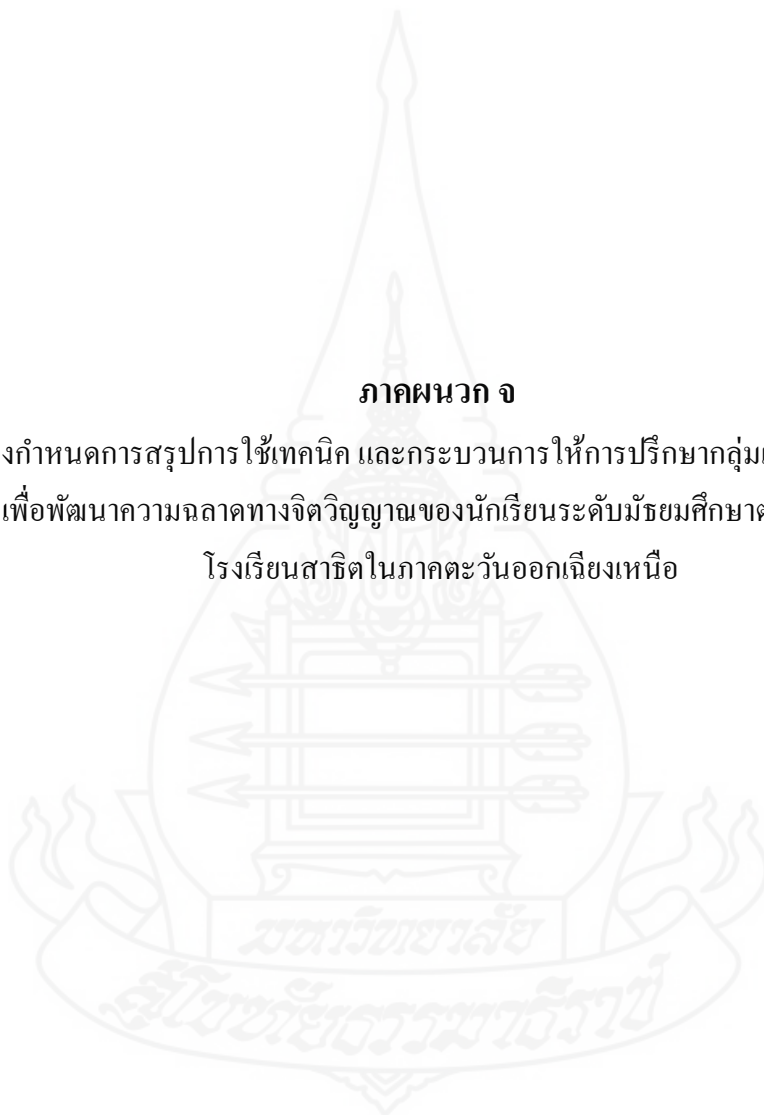 ภาคผนวก จ
งกำหนดการสรุปการใช้เทคนิค และกระบวนการให้การปรึกษากลุ่ม
เพื่อพัฒนาความฉลาดทางจิตวิญญาณของนักเรียนระดับมัธยมศึกษา
โรงเรียนสาธิตในภาคตะวันออกเฉียงเหนือ
มหาวิทยาลัย
สุโขทัยธรรมาธิราช